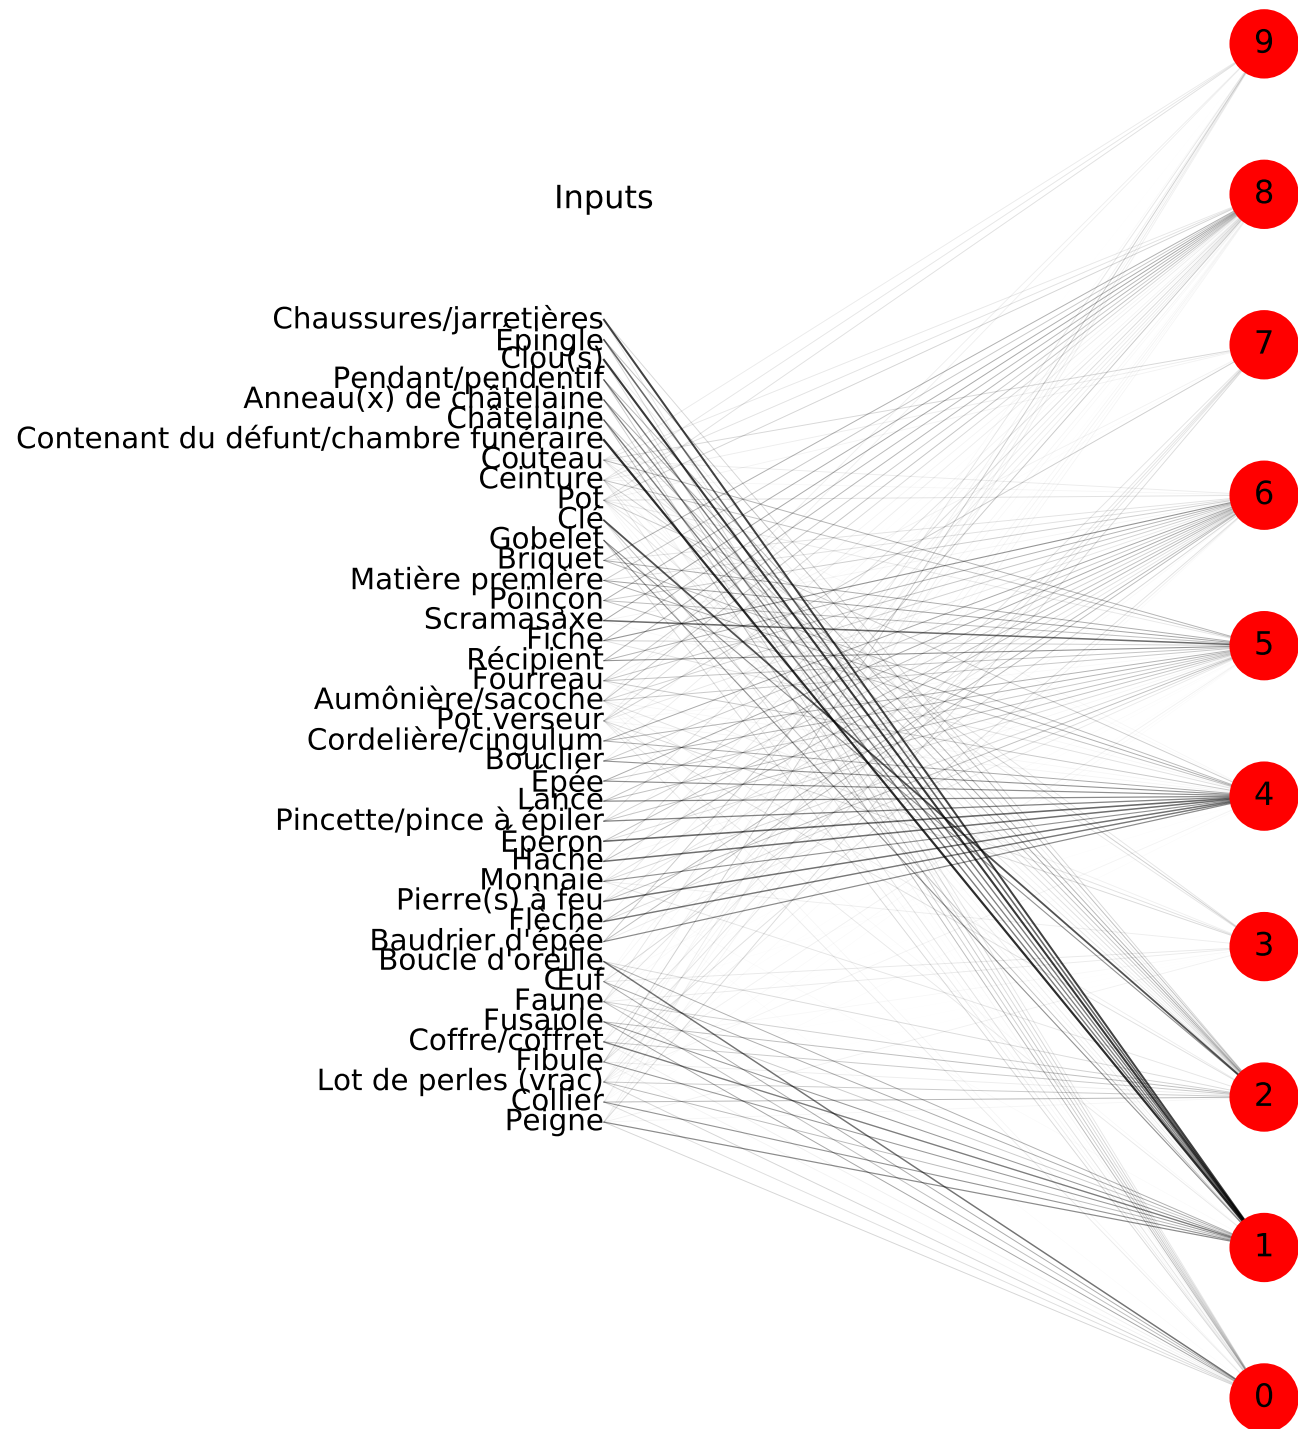 9
8
Inputs
Chaussures/jarretières
Épingle
7
Clou(s)
Pendant/pendentif
Anneau(x) de châtelaine
Châtelaine
Contenant du défunt/chambre funéraire
Couteau
Ceinture
6
Pot
Clé
Gobelet
Briquet
Matière première
Poinçon
Scramasaxe
Fiche
5
Récipient
Fourreau
Aumônière/sacoche
Pot verseur
Cordelière/cingulum
Bouclier
Épée
4
Lance
Pincette/pince à épiler
Éperon
Hache
Monnaie
Pierre(s) à feu
Flèche
Baudrier d'épée
3
Boucle d'oreille
Œuf
Faune
Fusaïole
Coffre/coffret
Fibule
Lot de perles (vrac)
2
Collier
Peigne
1
0